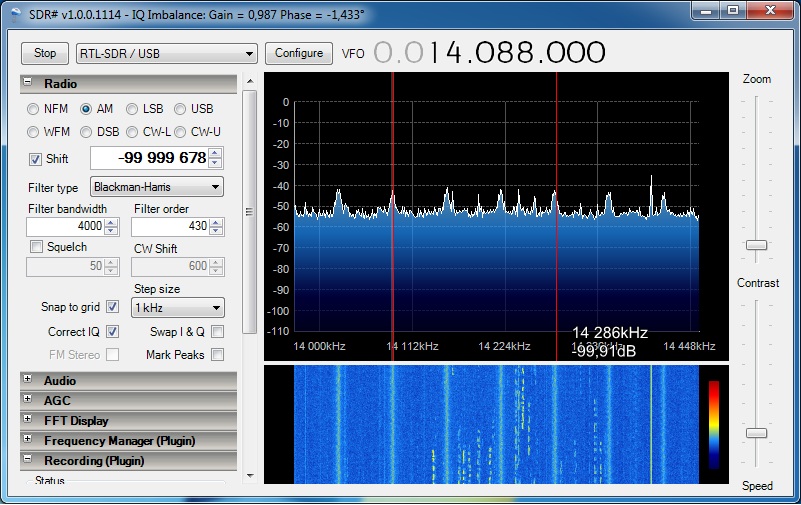 SDR# v1.0.0.1114 - IQ Imbalance: Gain = 0,987 Phase = -1,433°
Stop
RTL-SDR / USB
Configure
VFO
0.014.088.000
Zoom
Radio
NFM AM LSB USB
WFM DSB CW-L CW-U
Shift -99 999 678
Filter type Blackman-Harris
Filter bandwidth Filter order
4000 430
Squelch CW Shift
50 600
Step size
Snap to grid 1 kHz
Correct IQ Swap I & Q
FM Stereo Mark Peaks
Audio
AGC
FFT Display
Frequency Manager (Plugin)
Recording (Plugin)
Status
0
-10
-20
-30
-40
-50
-60
-70
-80
-90
-100
-110
14 000kHz 14 112kHz 14 224kHz 14 448kHz
14 286kHz
-99,91dB
Contrast
Speed